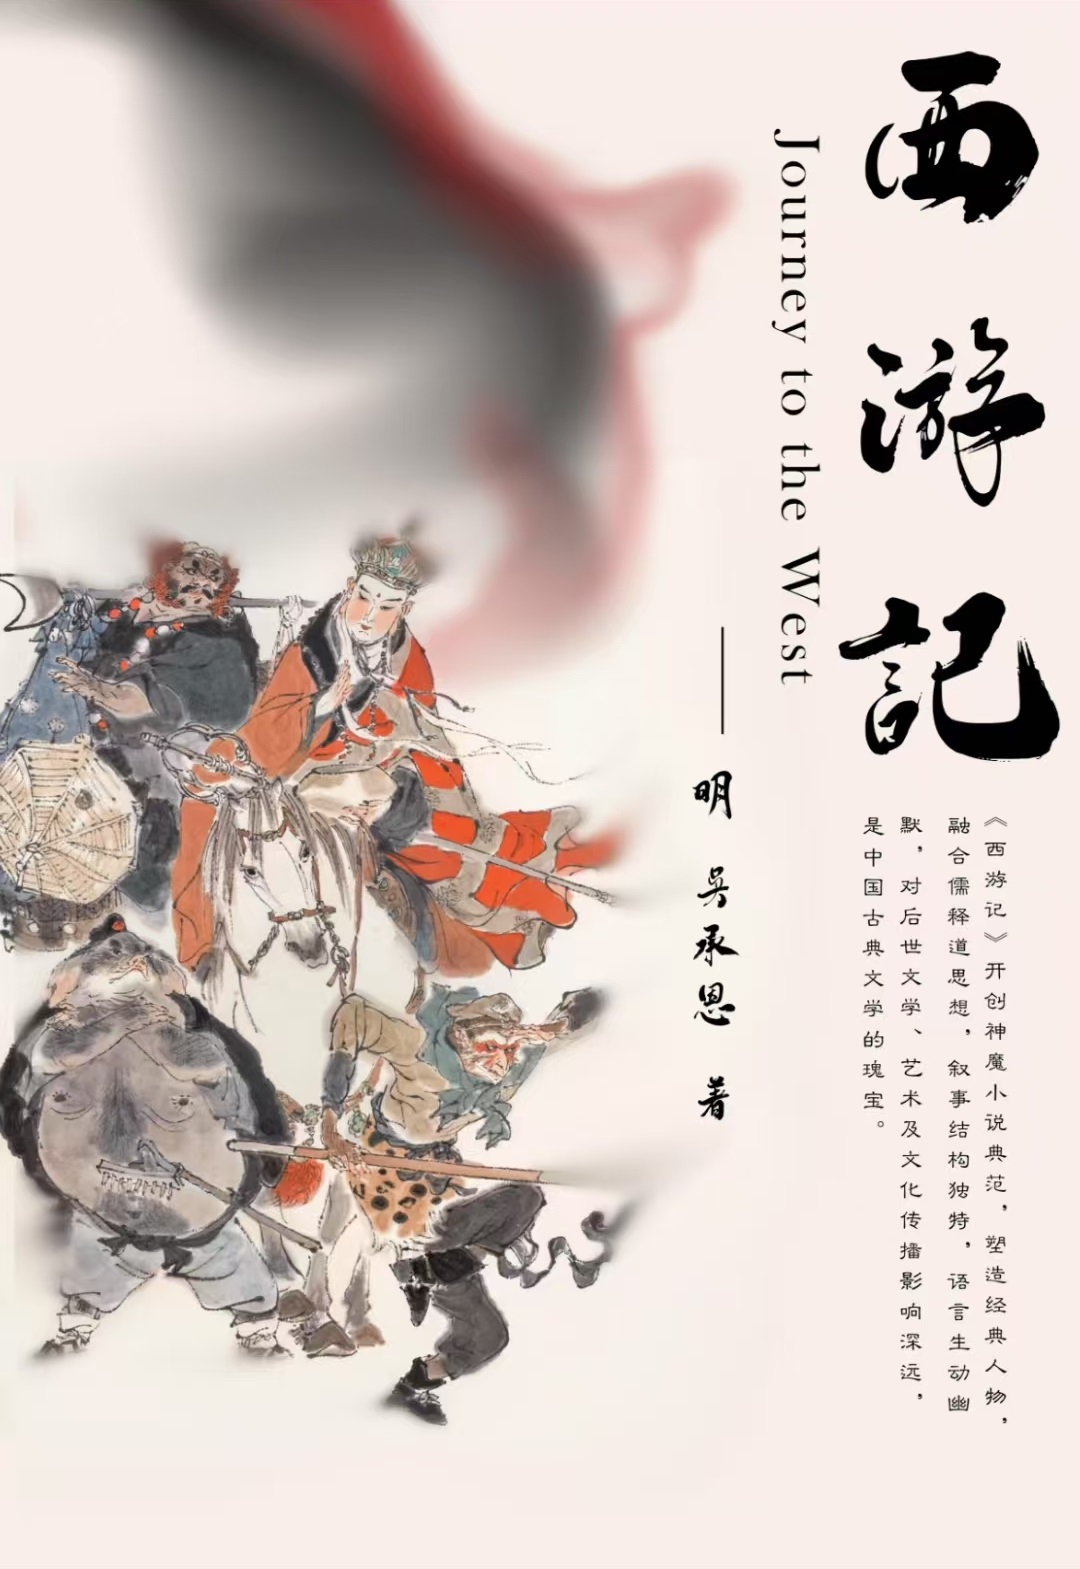 西游記
Journey to the West
《西游记》开创神魔小说典范，塑造经典人物，
融合儒释道思想，叙事结构独特，语言生动幽
默，对后世文学、艺术及文化传播影响深远，
是中国古典文学的瑰宝。
明 吳承恩 著